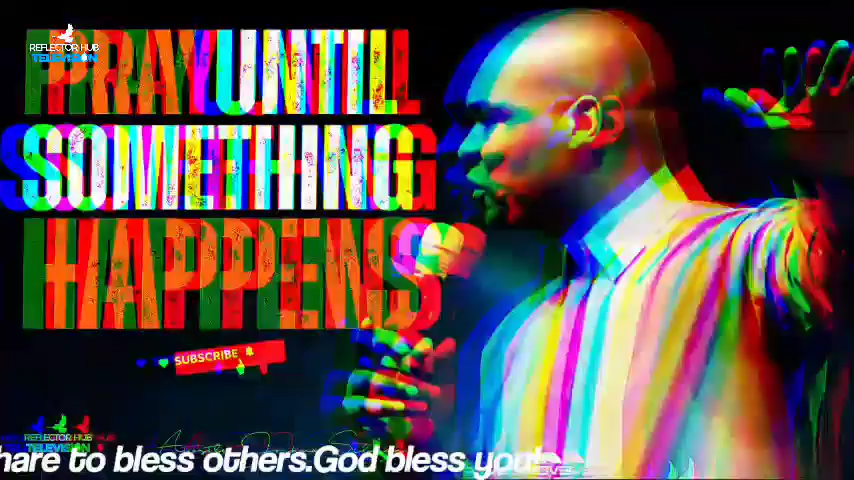 REFLECTOR HUB
TELEVISION
PRAY UNTIL
SOMETHING
HAPPENS
SUBSCRIBE
REFLECTOR HUB
TELEVISION
hare to bless others.God bless you!